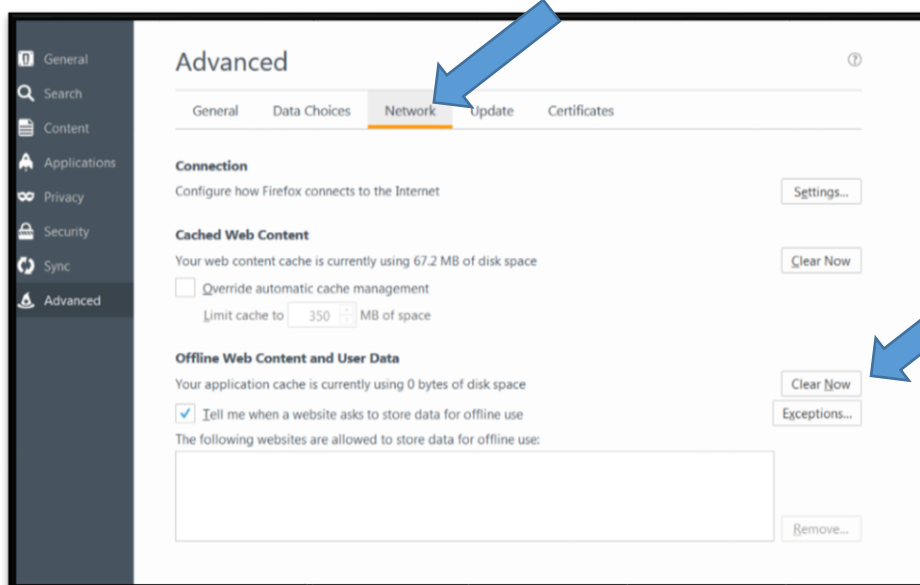 General
Search
Content
Applications
Privacy
Security
Sync
Advanced
Advanced
General Data Choices Network Update Certificates
Connection
Configure how Firefox connects to the Internet Settings...
Cached Web Content
Your web content cache is currently using 67.2 MB of disk space Clear Now
Override automatic cache management
Limit cache to 350 MB of space
Offline Web Content and User Data
Your application cache is currently using 0 bytes of disk space Clear Now
Tell me when a website asks to store data for offline use Exceptions...
The following websites are allowed to store data for offline use:
Remove...